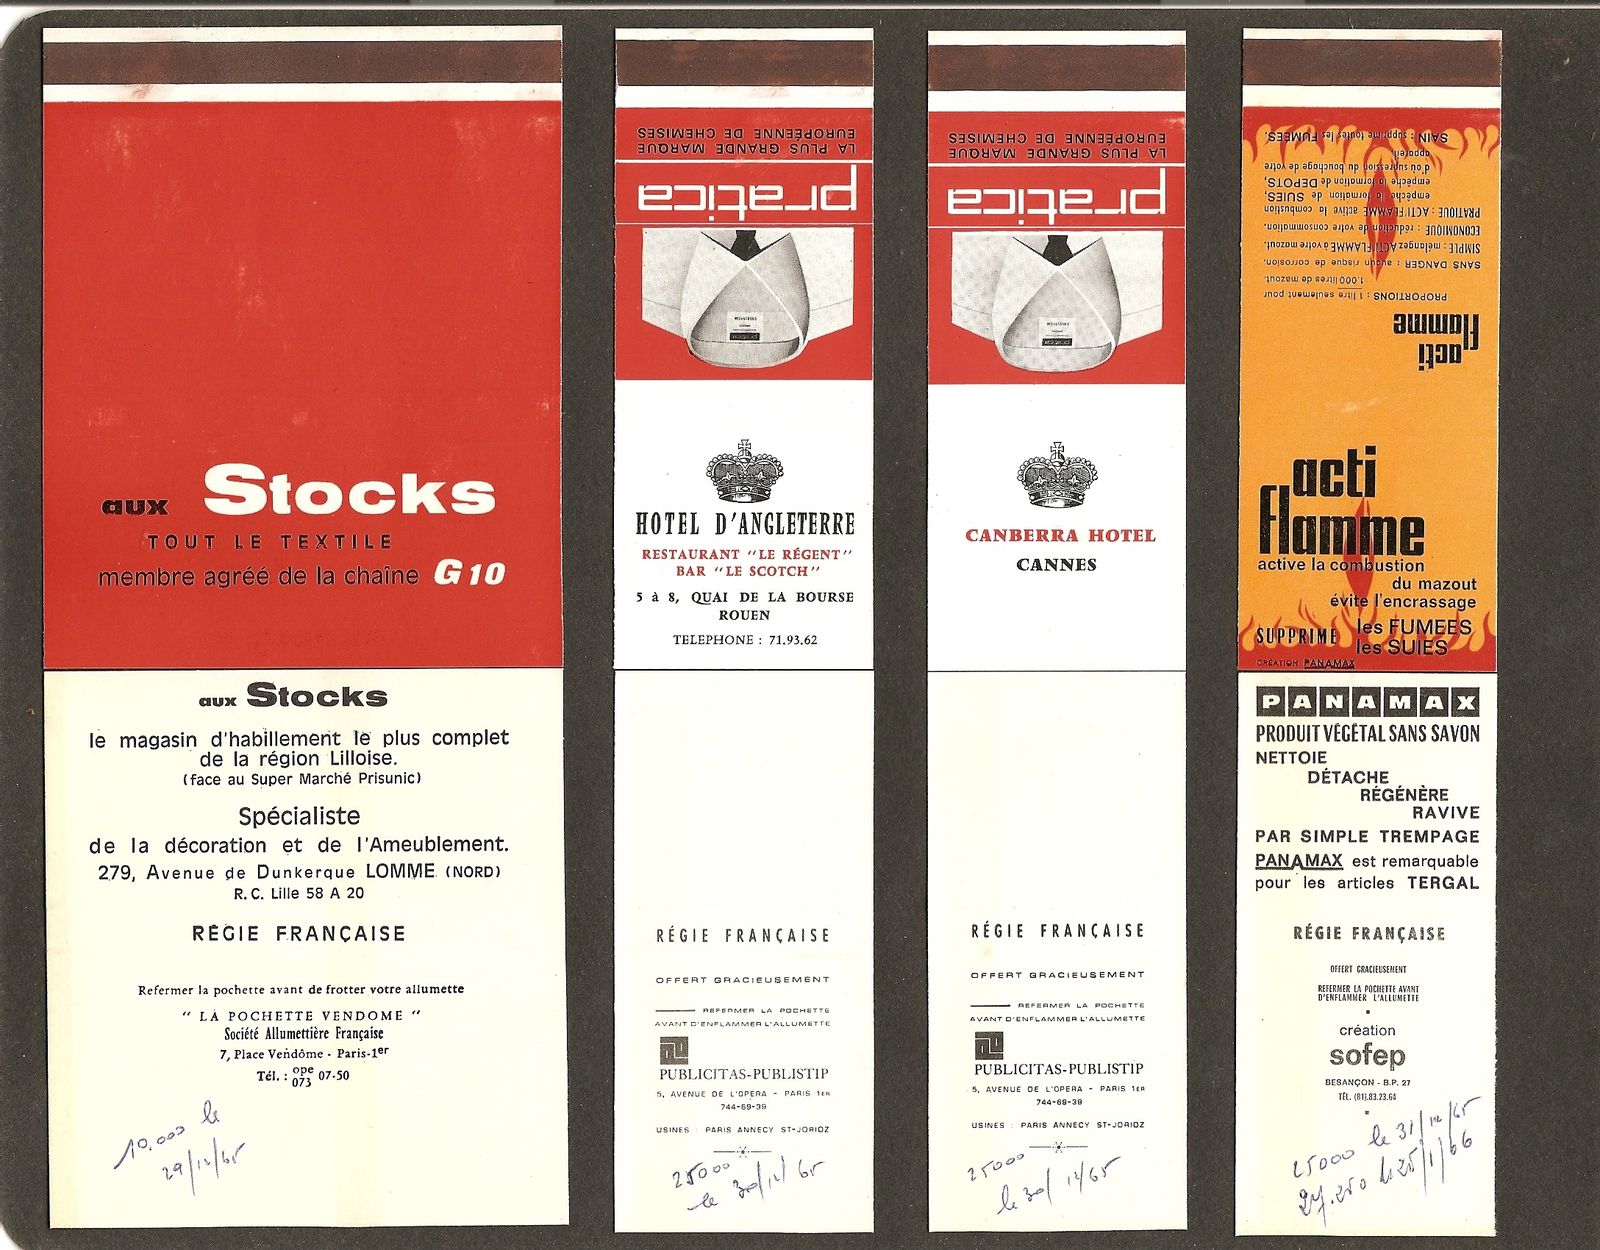 aux Stocks
TOUT LE TEXTILE
membre agréé de la chaîne G10
aux Stocks
le magasin d'habillement le plus complet
de la région Lilloise.
(face au Super Marché Prisunic)
Spécialiste
de la décoration et de l'Ameublement.
279, Avenue de Dunkerque LOMME (NORD)
R.C. Lille 58 A 20
RÉGIE FRANÇAISE
Refermer la pochette avant de frotter votre allumette
" LA POCHETTE VENDOME "
Société Allumettière Française
7, Place Vendôme - Paris-1er
Tél. : ope 073 07-50
10.000 le
29/12/65
LA PLUS GRANDE MARQUE
EUROPÉENNE DE CHEMISES
pratica
HOTEL D'ANGLETERRE
RESTAURANT "LE RÉGENT"
BAR "LE SCOTCH"
5 à 8, QUAI DE LA BOURSE
ROUEN
TELEPHONE : 71.93.62
RÉGIE FRANÇAISE
OFFERT GRACIEUSEMENT
REFERMER LA POCHETTE
AVANT D'ENFLAMMER L'ALLUMETTE
PUBLICITAS-PUBLISTIP
5, AVENUE DE L'OPERA - PARIS 1ER
744-69-39
USINES : PARIS ANNECY ST-JORIOZ
25000
le 30/12/65
LA PLUS GRANDE MARQUE
EUROPÉENNE DE CHEMISES
pratica
CANBERRA HOTEL
CANNES
RÉGIE FRANÇAISE
OFFERT GRACIEUSEMENT
REFERMER LA POCHETTE
AVANT D'ENFLAMMER L'ALLUMETTE
PUBLICITAS-PUBLISTIP
5, AVENUE DE L'OPERA - PARIS 1ER
744-69-39
USINES : PARIS ANNECY ST-JORIOZ
25000
le 30/12/65
acti
flamme
PROPORTIONS : 1 litre seulement pour
1.000 litres de mazout.
SANS DANGER : aucun risque de corrosion.
SIMPLE : mélangez ACTI FLAMME à votre mazout.
ECONOMIQUE : réduction de votre consommation.
PRATIQUE : ACTI FLAMME active la combustion
empêche la formation de SUIES,
empêche la formation de DEPOTS,
d'où supression du bouchage de votre
appareil
SAIN : supprime toutes les FUMEES.
acti
flamme
active la combustion
du mazout
évite l'encrassage
SUPPRIME les FUMEES
les SUIES
CRÉATION PANAMAX
PANAMAX
PRODUIT VÉGÉTAL SANS SAVON
NETTOIE
DÉTACHE
RÉGÉNÈRE
RAVIVE
PAR SIMPLE TREMPAGE
PANAMAX est remarquable
pour les articles TERGAL
RÉGIE FRANÇAISE
OFFERT GRACIEUSEMENT
REFERMER LA POCHETTE AVANT
D'ENFLAMMER L'ALLUMETTE
création
sofep
BESANÇON - B.P. 27
TÉL. (81).83.23.64
25000 le 31/12/65
27.250 le 25/1/66